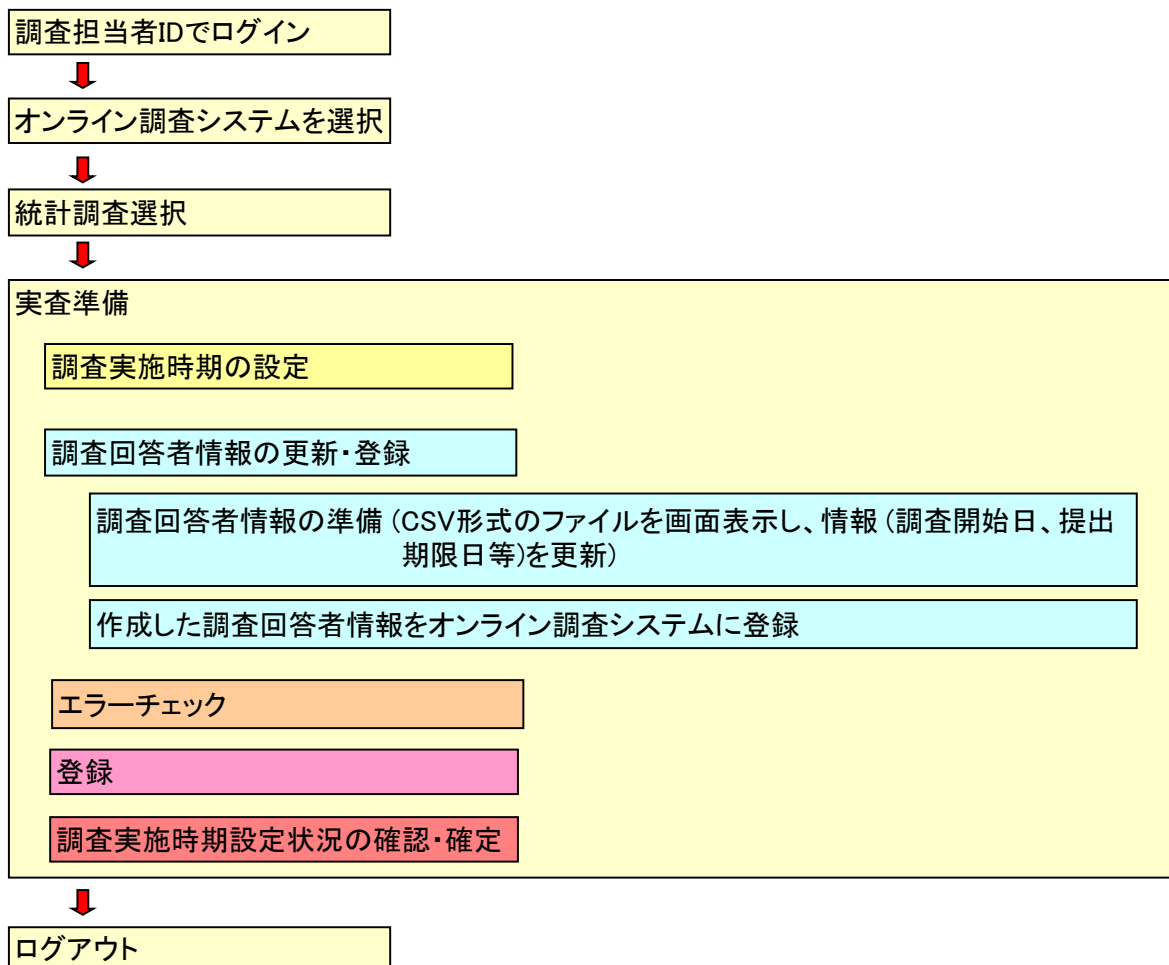 調査担当者IDでログイン
オンライン調査システムを選択
統計調査選択
実査準備
調査実施時期の設定
調査回答者情報の更新・登録
調査回答者情報の準備(CSV形式のファイルを画面表示し、情報(調査開始日、提出
期限日等)を更新)
作成した調査回答者情報をオンライン調査システムに登録
エラーチェック
登録
調査実施時期設定状況の確認・確定
ログアウト